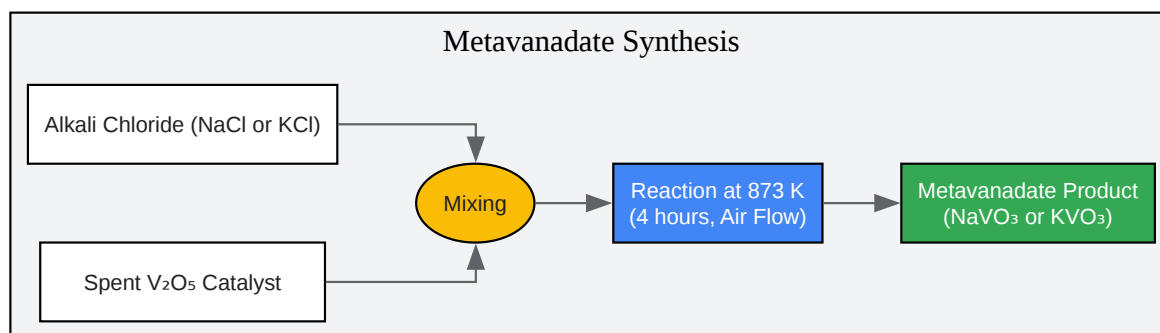 Metavanadate Synthesis
Alkali Chloride (NaCl or KCl)
Mixing
Reaction at 873 K
(4 hours, Air Flow)
Metavanadate Product
(NaVO₃ or KVO₃)
Spent V₂O₅ Catalyst